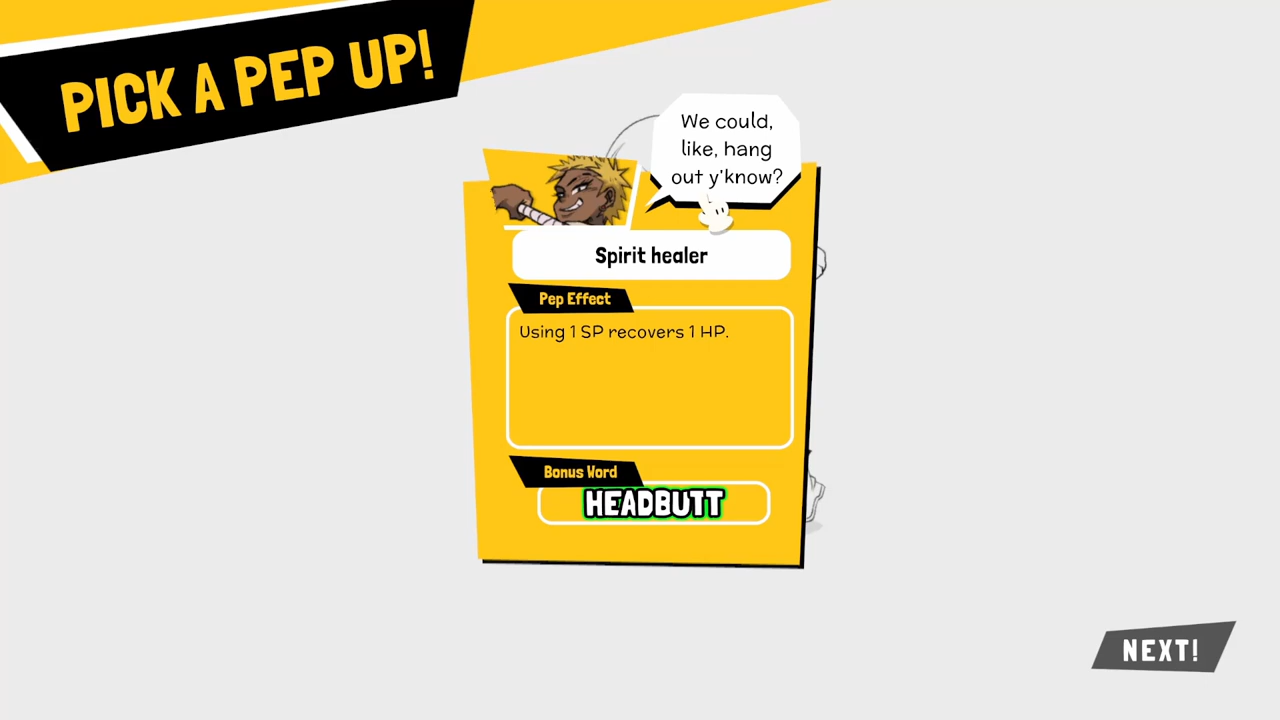 PICK A PEP UP!
We could,
like, hang
out y'know?
Spirit healer
Pep Effect
Using 1 SP recovers 1 HP.
Bonus Word
HEADBUTT
NEXT!